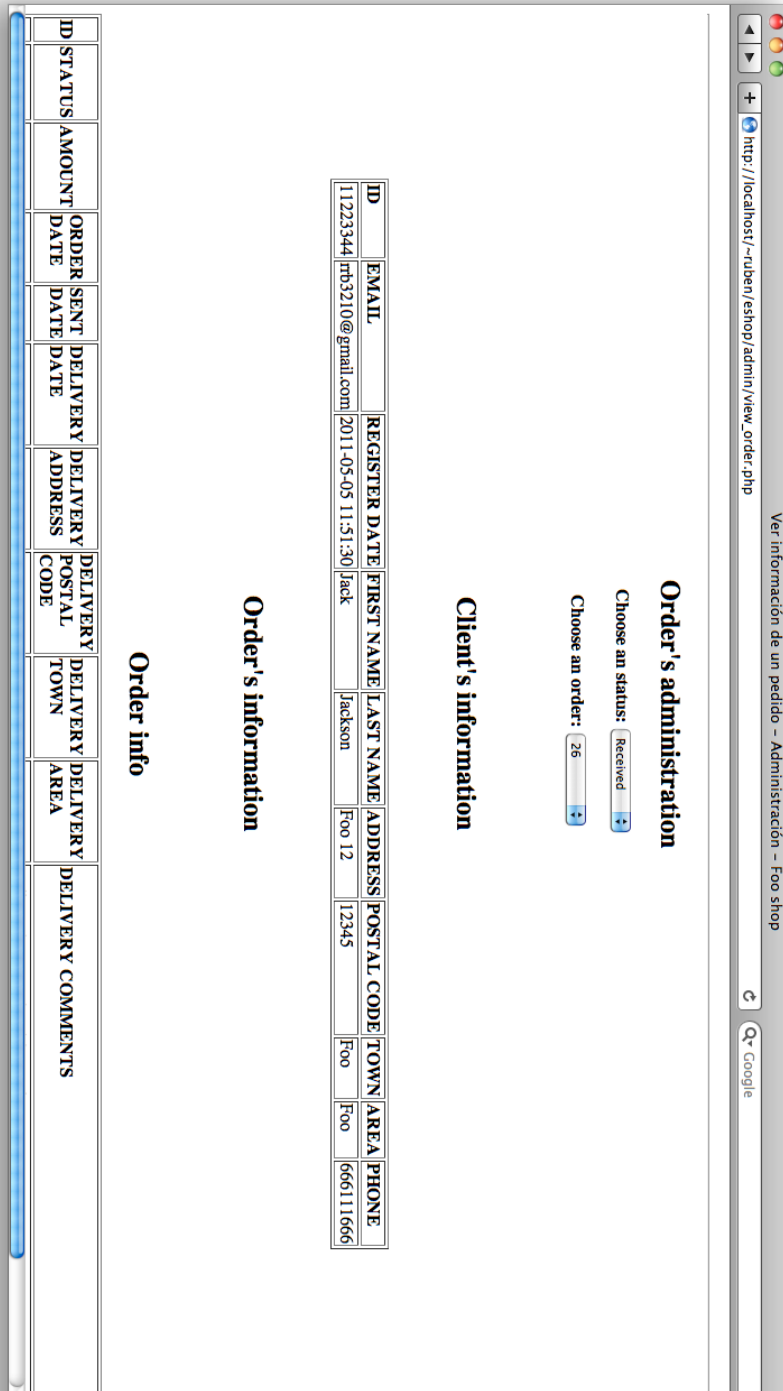 Ver información de un pedido – Administración – Foo shop
http://localhost/~ruben/eshop/admin/view_order.php
Google
Order's administration
Choose an status: Received
Choose an order: 26
Client's information
ID EMAIL REGISTER DATE FIRST NAME LAST NAME ADDRESS POSTAL CODE TOWN AREA PHONE
11223344 rrb3210@gmail.com 2011-05-05 11:51:30 Jack Jackson Foo 12 12345 Foo Foo 666111666
Order's information
Order info
ID STATUS AMOUNT ORDER DATE SENT DATE DELIVERY DATE DELIVERY ADDRESS DELIVERY POSTAL CODE DELIVERY TOWN DELIVERY AREA DELIVERY COMMENTS